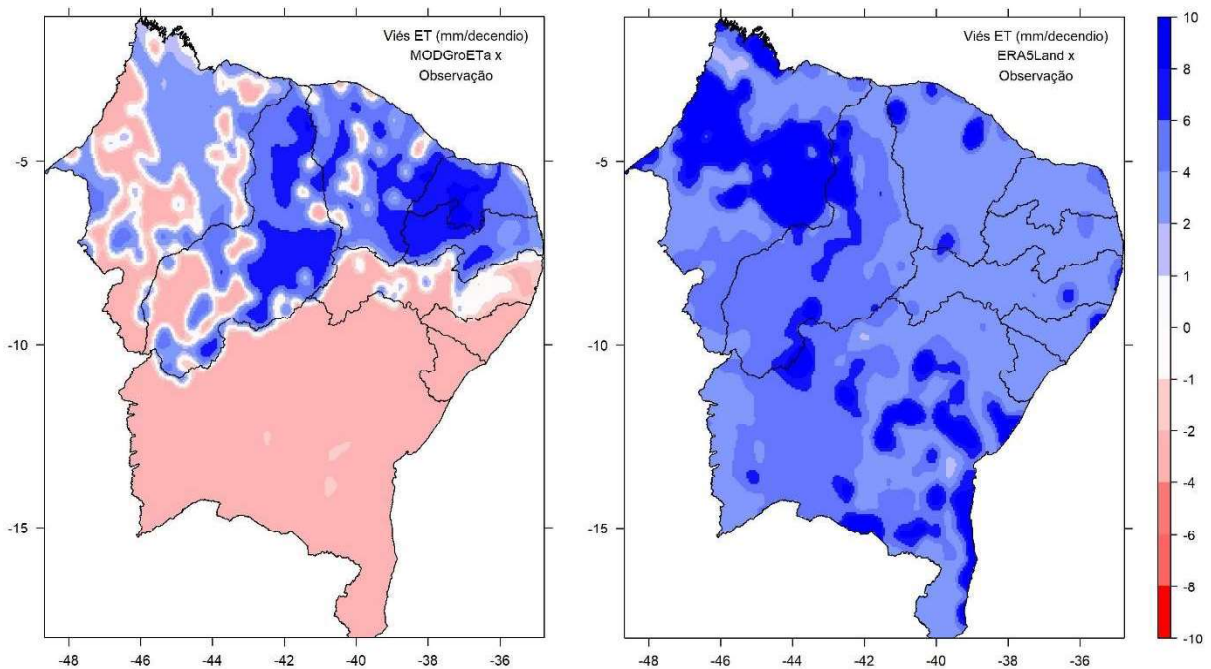 Viés ET (mm/decendio)
MODGroETa x
Observação
-5
-10
-15
-48 -46 -44 -42 -40 -38 -36
Viés ET (mm/decendio)
ERA5Land x
Observação
-5
-10
-15
-48 -46 -44 -42 -40 -38 -36
10
8
6
4
2
1
0
-1
-2
-4
-6
-8
-10